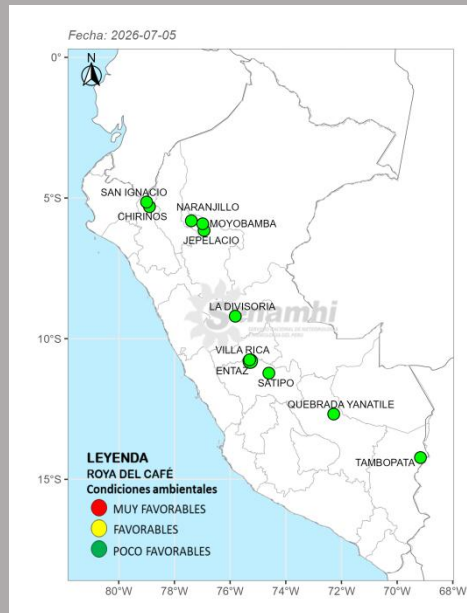 Fecha: 2026-07-05
0°
N
SAN IGNACIO
NARANJILLO
5°S
CHIRINOS
MOYOBAMBA
JEPELACIO
LA DIVISORIA
Senamhi
10°S
VILLA RICA
ENTAZ
SATIPO
QUEBRADA YANATILE
LEYENDA
TAMBOPATA
ROYA DEL CAFÉ
15°S
Condiciones ambientales
MUY FAVORABLES
FAVORABLES
POCO FAVORABLES
80°W 78°W 76°W 74°W 72°W 70°W 68°W